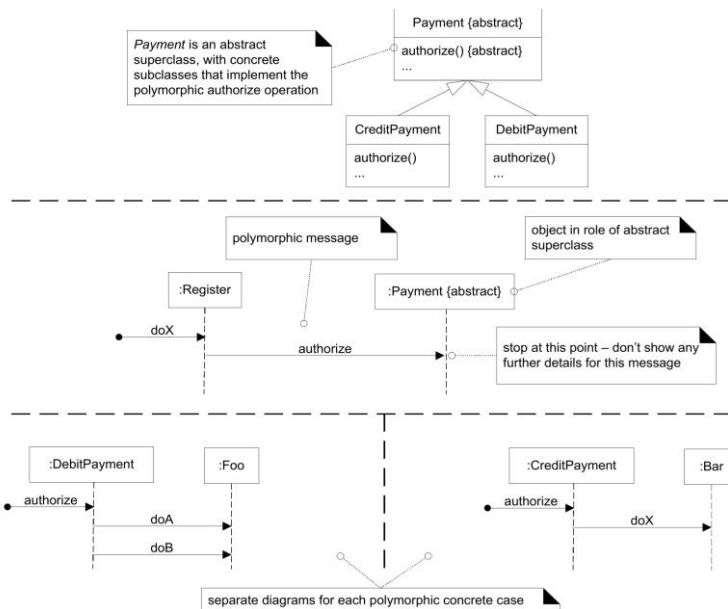 Payment {abstract}
authorize() {abstract}
...
Payment is an abstract
superclass, with concrete
subclasses that implement the
polymorphic authorize operation
CreditPayment
authorize()
...
DebitPayment
authorize()
...
polymorphic message
object in role of abstract
superclass
:Register
:Payment {abstract}
doX
authorize
stop at this point – don't show any
further details for this message
:DebitPayment
:Foo
authorize
doA
doB
:CreditPayment
:Bar
authorize
doX
separate diagrams for each polymorphic concrete case